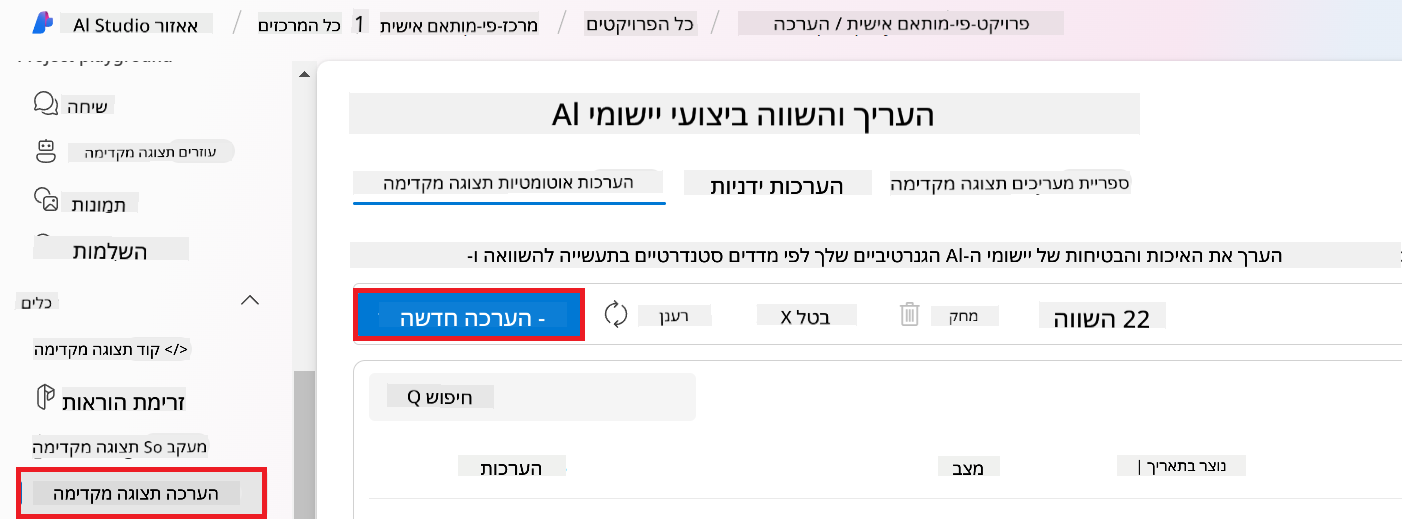 אאזור AI Studio / כל המרכזים 1 מרכז-פי-מותאם אישית / כל הפרויקטים / פרויקט-פי-מותאם אישית / הערכה
Project playground
שיחה
עוזרים תצוגה מקדימה
תמונות
השלמות
כלים
</> קוד תצוגה מקדימה
זרימת הוראות
מעקב So תצוגה מקדימה
הערכה תצוגה מקדימה
העריך והשווה ביצועי יישומי AI
הערכות אוטומטיות תצוגה מקדימה
הערכות ידניות
ספריית מעריכים תצוגה מקדימה
הערך את האיכות והבטיחות של יישומי ה-AI הגנרטיביים שלך לפי מדדים סטנדרטיים בתעשייה להשוואה ו-
- הערכה חדשה
רענן
בטל X
מחק
22 השווה
חיפוש Q
הערכות
מצב
נוצר בתאריך |